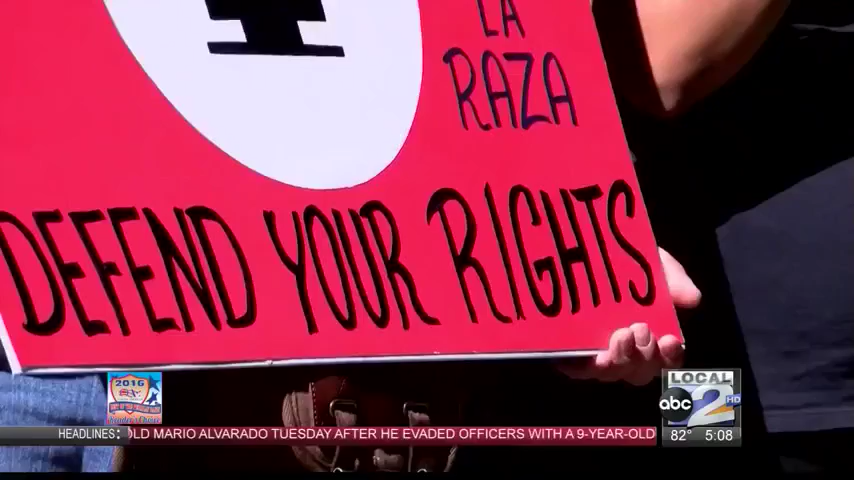 LA
RAZA
DEFEND YOUR RIGHTS
2016
LOCAL
abc 2 HD
HEADLINES: OLD MARIO ALVARADO TUESDAY AFTER HE EVADED OFFICERS WITH A 9-YEAR-OLD
82° 5:08